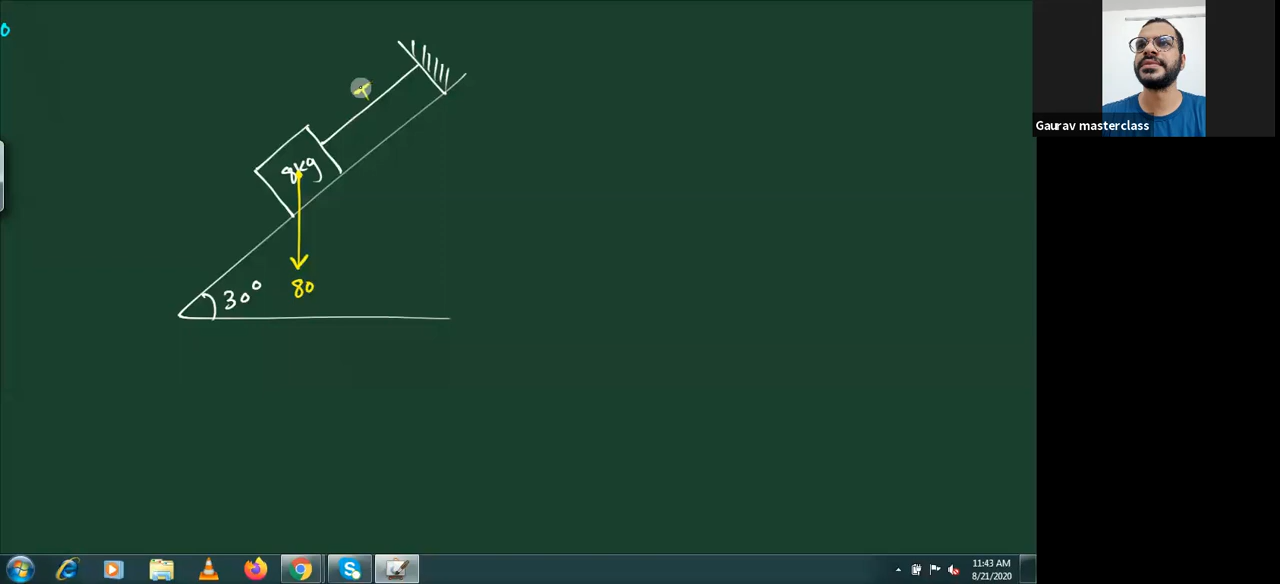 8kg
80
30°
Gaurav masterclass
11:43 AM
8/21/2020